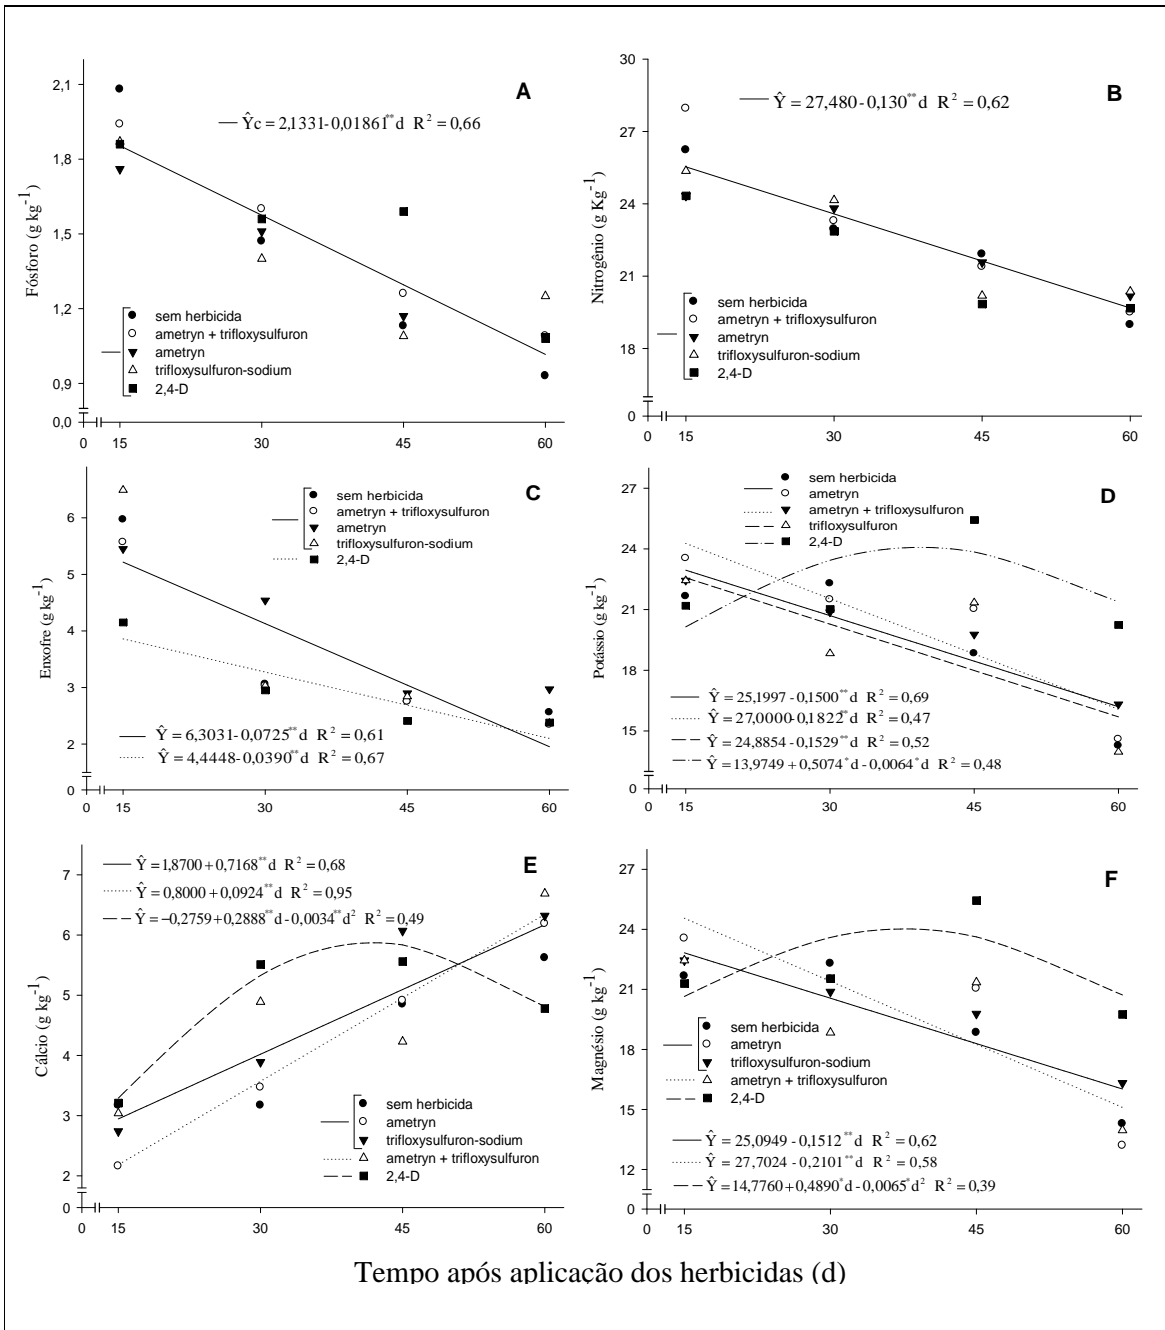 A
Ŷc = 2,1331-0,01861**d R² = 0,66
Fósforo (g kg⁻¹)
2,1
1,8
1,5
1,2
0,9
0,0
sem herbicida
ametryn + trifloxysulfuron
ametryn
trifloxysulfuron-sodium
2,4-D
0 15 30 45 60
B
Ŷ = 27,480-0,130**d R² = 0,62
Nitrogênio (g Kg⁻¹)
30
27
24
21
18
0
sem herbicida
ametryn + trifloxysulfuron
ametryn
trifloxysulfuron-sodium
2,4-D
0 15 30 45 60
C
sem herbicida
ametryn + trifloxysulfuron
ametryn
trifloxysulfuron-sodium
2,4-D
Enxofre (g kg⁻¹)
6
5
4
3
2
0
Ŷ = 6,3031-0,0725**d R² = 0,61
Ŷ = 4,4448-0,0390**d R² = 0,67
0 15 30 45 60
D
sem herbicida
ametryn
ametryn + trifloxysulfuron
trifloxysulfuron
2,4-D
Potássio (g kg⁻¹)
27
24
21
18
15
0
Ŷ = 25,1997 - 0,1500**d R² = 0,69
Ŷ = 27,0000-0,1822**d R² = 0,47
Ŷ = 24,8854 - 0,1529**d R² = 0,52
Ŷ = 13,9749 + 0,5074*d-0,0064*d R² = 0,48
0 15 30 45 60
E
Ŷ = 1,8700 + 0,7168**d R² = 0,68
Ŷ = 0,8000 + 0,0924**d R² = 0,95
Ŷ = −0,2759+0,2888**d - 0,0034**d² R² = 0,49
Cálcio (g kg⁻¹)
7
6
5
4
3
2
0
sem herbicida
ametryn
trifloxysulfuron-sodium
ametryn + trifloxysulfuron
2,4-D
0 15 30 45 60
F
Magnésio (g kg⁻¹)
27
24
21
18
15
12
0
sem herbicida
ametryn
trifloxysulfuron-sodium
ametryn + trifloxysulfuron
2,4-D
Ŷ = 25,0949 - 0,1512**d R² = 0,62
Ŷ = 27,7024 - 0,2101**d R² = 0,58
Ŷ = 14,7760 + 0,4890*d - 0,0065*d² R² = 0,39
0 15 30 45 60
Tempo após aplicação dos herbicidas (d)